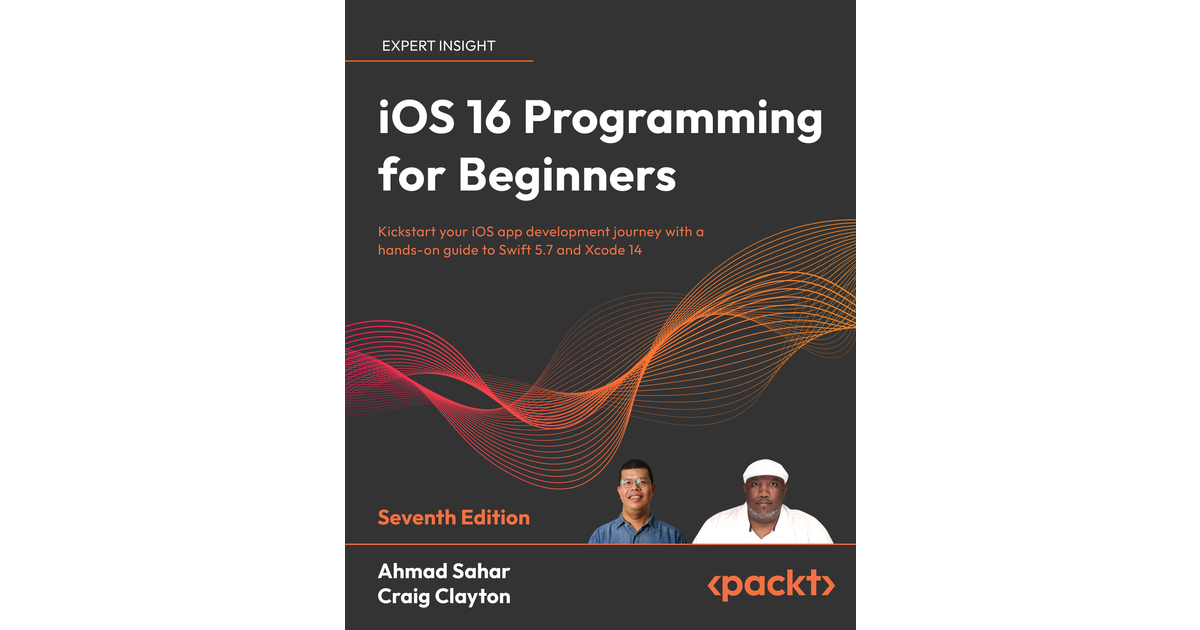 EXPERT INSIGHT
iOS 16 Programming
for Beginners
Kickstart your iOS app development journey with a
hands-on guide to Swift 5.7 and Xcode 14
Seventh Edition
Ahmad Sahar
Craig Clayton
<packt>